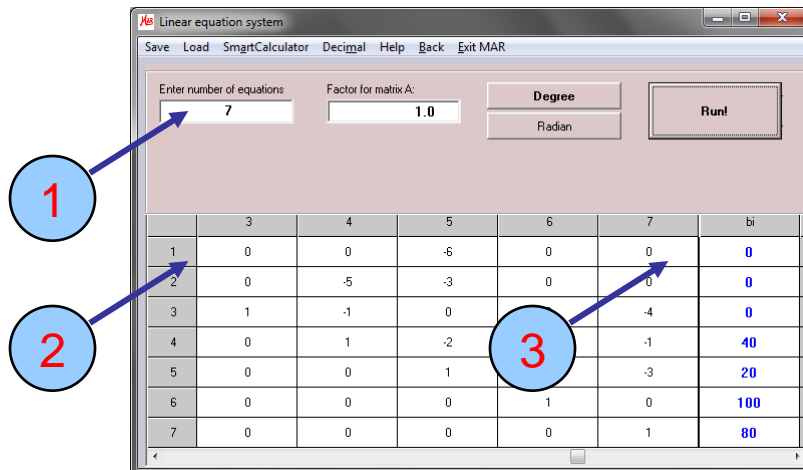 MAR Linear equation system
Save Load SmartCalculator Decimal Help Back Exit MAR
Enter number of equations Factor for matrix A:
7 1.0
Degree
Radian
Run!
1
3 4 5 6 7 bi
1 0 0 -6 0 0 0
2 0 -5 -3 0 0 0
3 1 -1 0 -4 0
4 0 1 -2 -1 40
5 0 0 1 -3 20
6 0 0 0 1 0 100
7 0 0 0 0 1 80
2
3